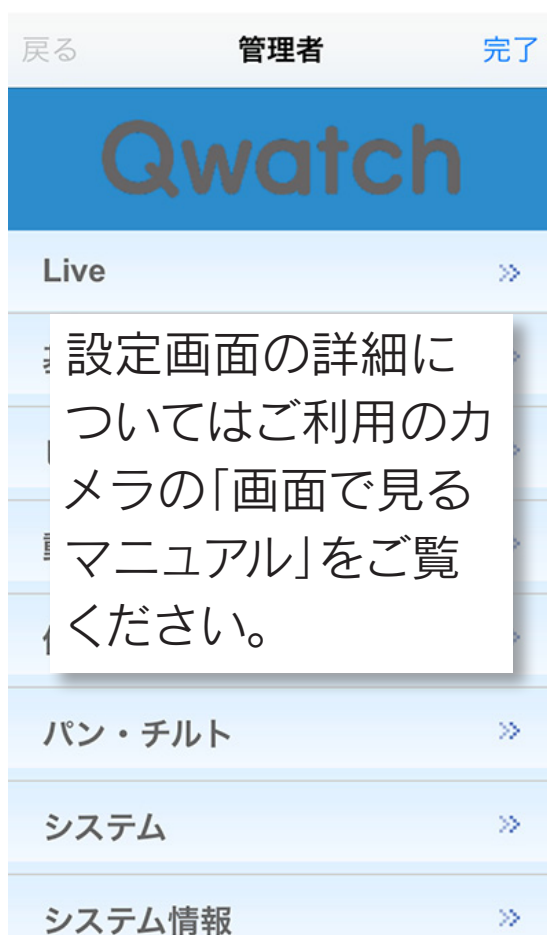 戻る 管理者 完了
Qwatch
Live
設定画面の詳細に
ついてはご利用のカ
メラの「画面で見る
マニュアル」をご覧
ください。
パン・チルト
システム
システム情報